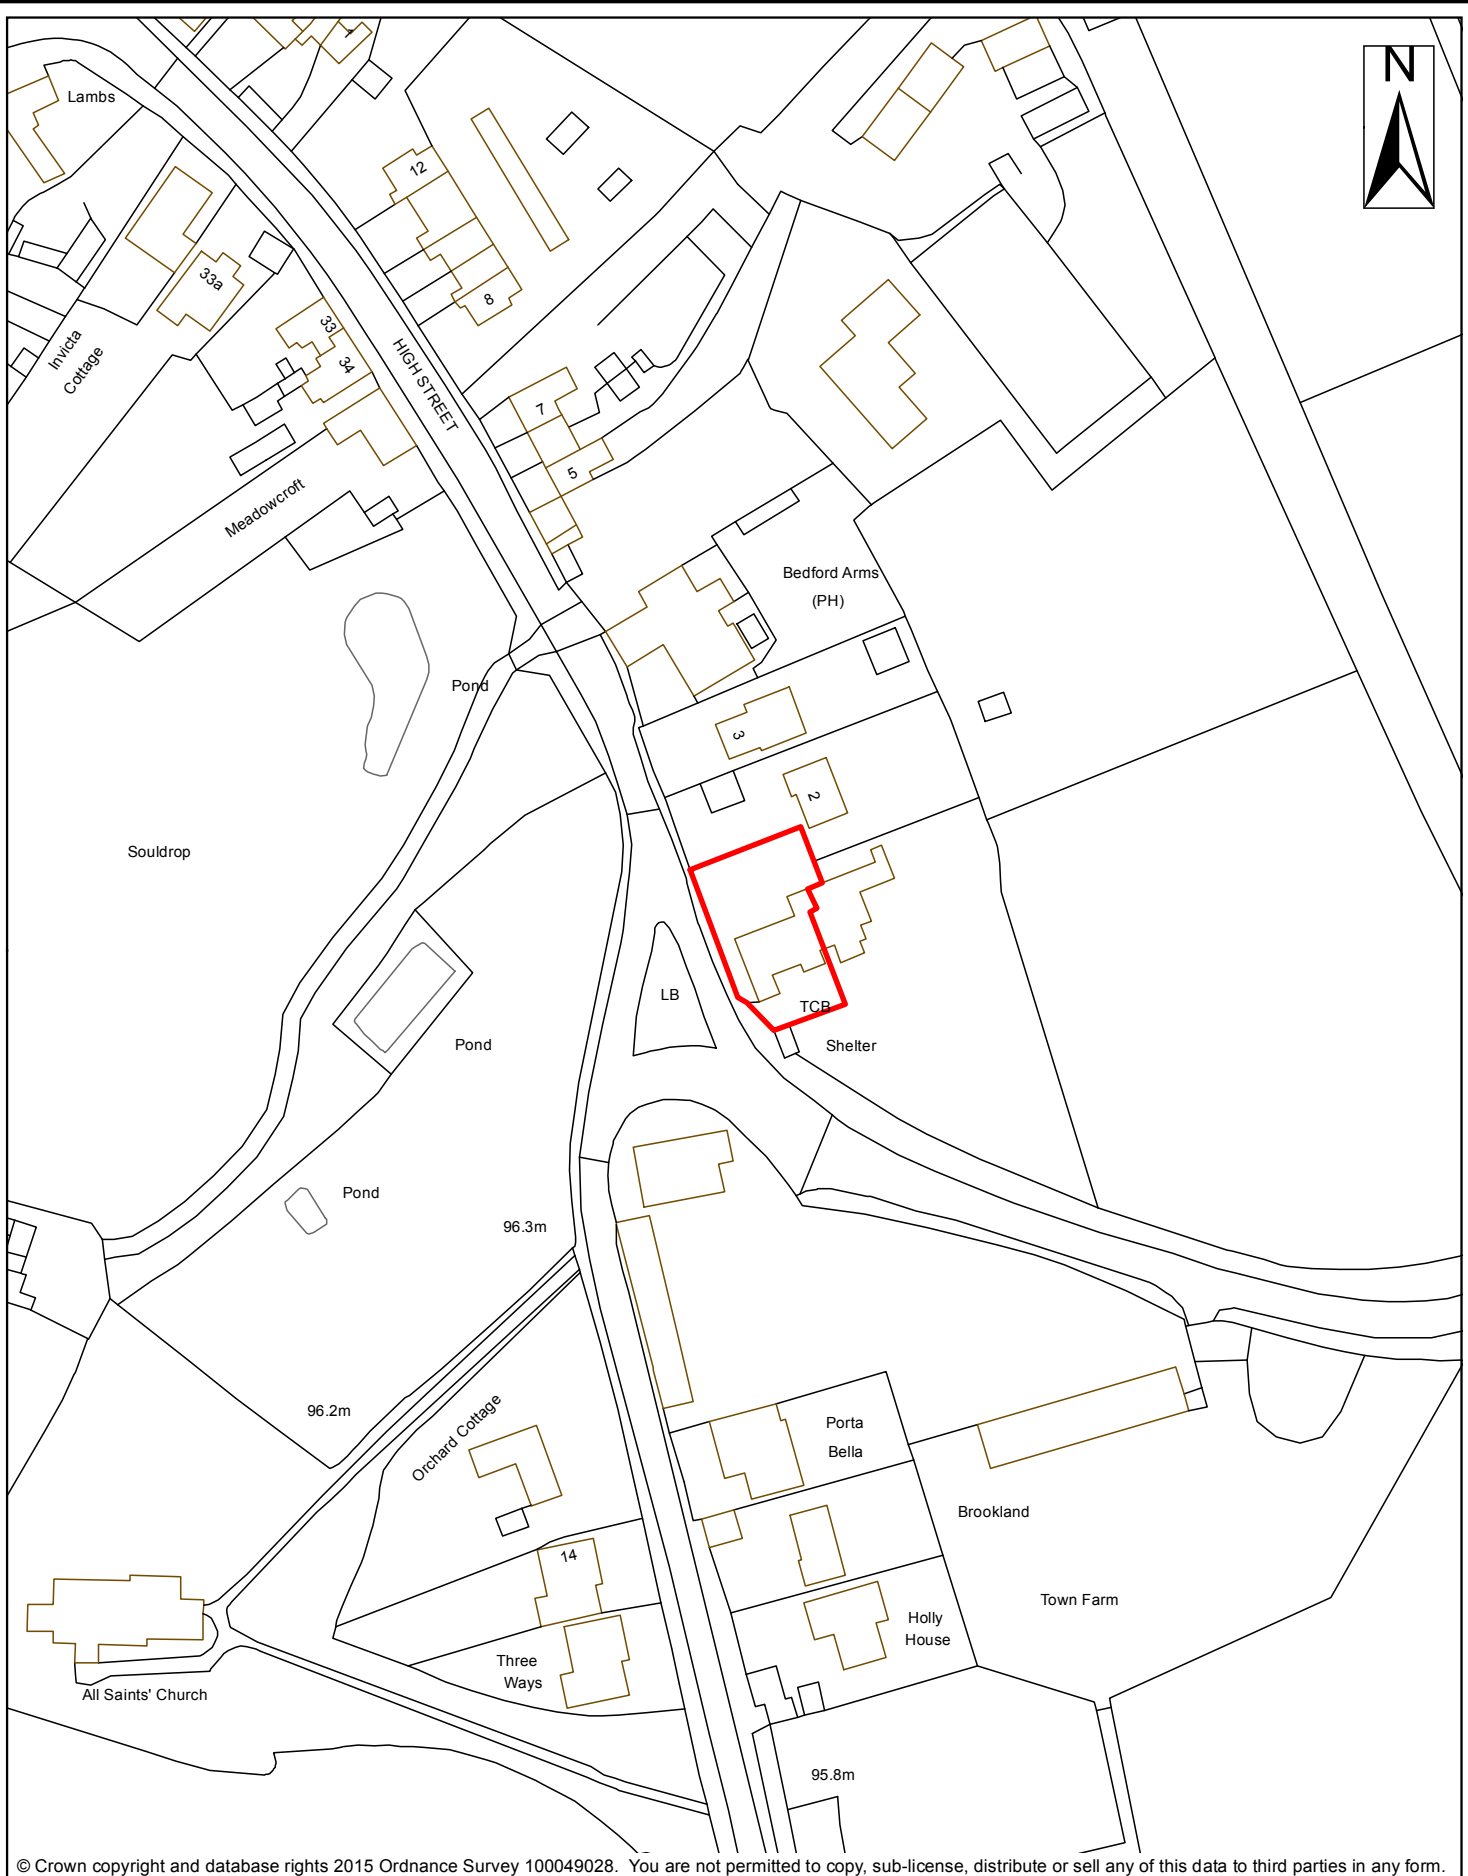 N
Lambs
12
33a
8
33
34
Invicta
Cottage
HIGH STREET
7
5
Meadowcroft
Bedford Arms
(PH)
Pond
3
2
Souldrop
LB
TCB
Shelter
Pond
Pond
96.3m
96.2m
Orchard Cottage
Porta
Bella
Brookland
14
Town Farm
Holly
House
Three
Ways
All Saints' Church
95.8m
© Crown copyright and database rights 2015 Ordnance Survey 100049028. You are not permitted to copy, sub-license, distribute or sell any of this data to third parties in any form.